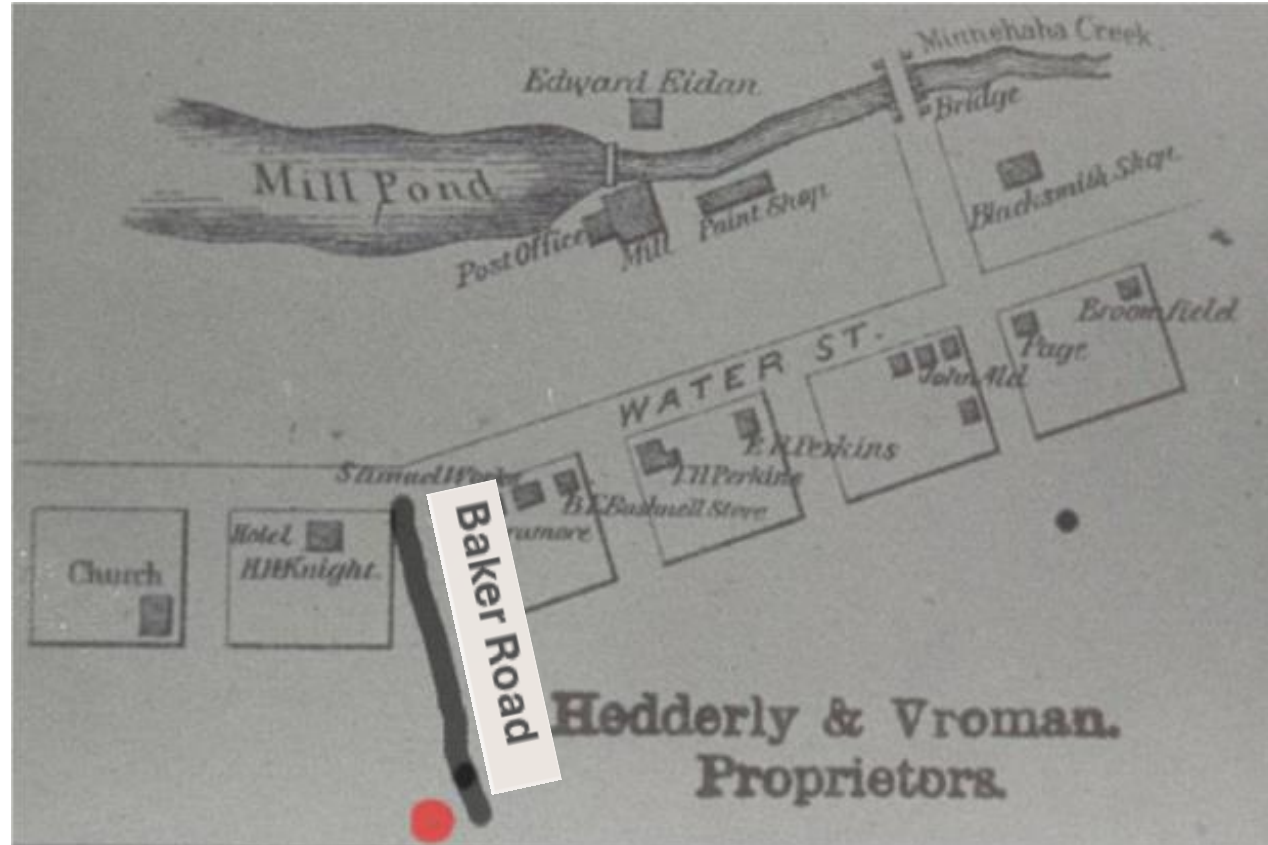 Minnehaha Creek.
Edward Eidan.
Bridge
Mill Pond
Blacksmith Shop.
Paint Shop.
Post Office
Mill
Broomfield
Page
WATER ST.
John Ald
E R Perkins
Perkins
B F Bushnell Store
Hotel
H H Knight.
Church
Baker Road
Hedderly & Vroman.
Proprietors.